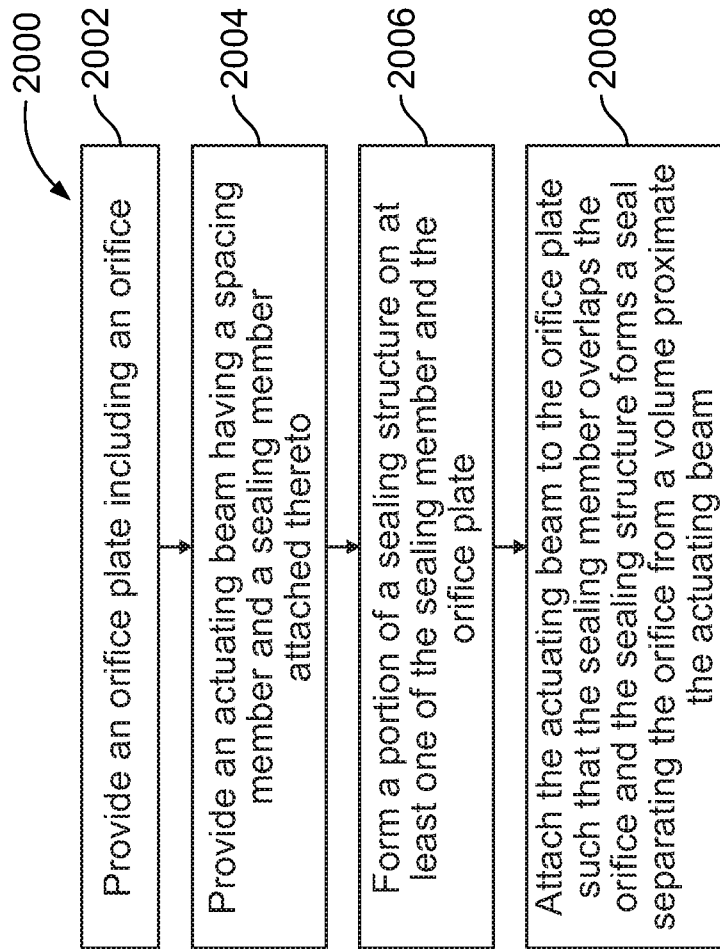 2000
Provide an orifice plate including an orifice
2002
Provide an actuating beam having a spacing
member and a sealing member
attached thereto
2004
Form a portion of a sealing structure on at
least one of the sealing member and the
orifice plate
2006
Attach the actuating beam to the orifice plate
such that the sealing member overlaps the
orifice and the sealing structure forms a seal
separating the orifice from a volume proximate
the actuating beam
2008